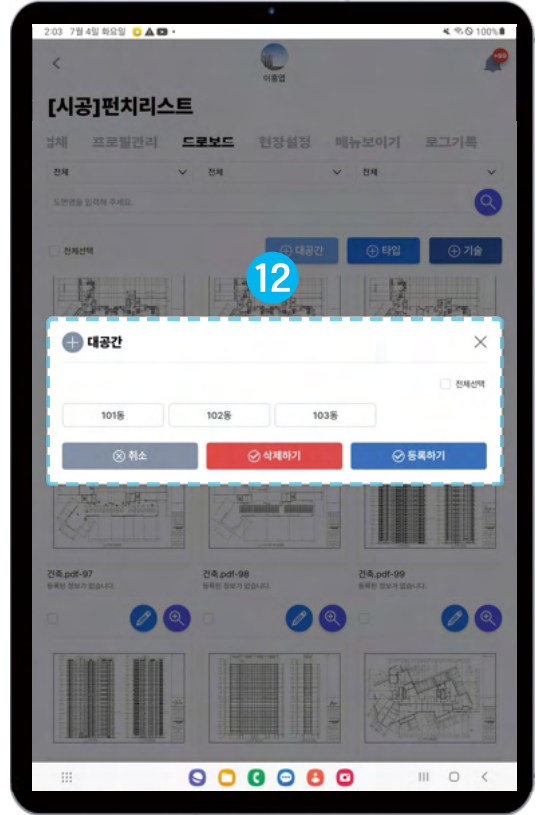 2:03 7월 4일 화요일
100%
+99
이종엽
[시공]펀치리스트
업체 프로필관리 드로보드 현장설정 메뉴보이기 로그기록
전체 전체 전체
도면명을 입력해 주세요.
전체선택 대공간 타입 기술
12
대공간
전체선택
101동 102동 103동
취소 삭제하기 등록하기
건축.pdf-97 건축.pdf-98 건축.pdf-99
등록된 정보가 없습니다. 등록된 정보가 없습니다. 등록된 정보가 없습니다.